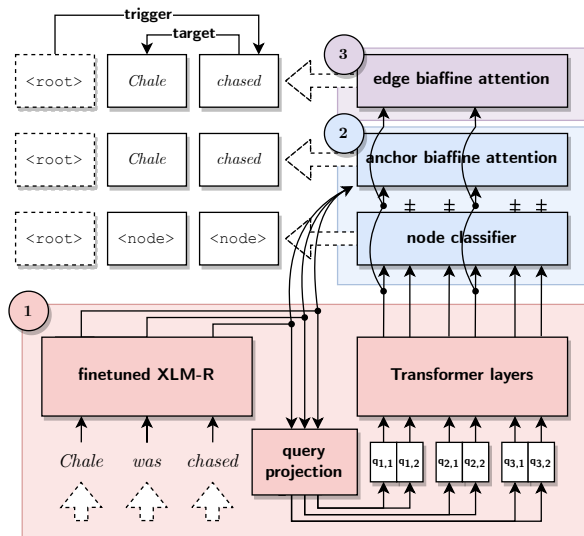 trigger
target
3
<root> Chale chased edge biaffine attention
2
<root> Chale chased anchor biaffine attention
<root> <node> <node> node classifier
1
finetuned XLM-R Transformer layers
Chale was chased
query
projection
q1,1 q1,2 q2,1 q2,2 q3,1 q3,2